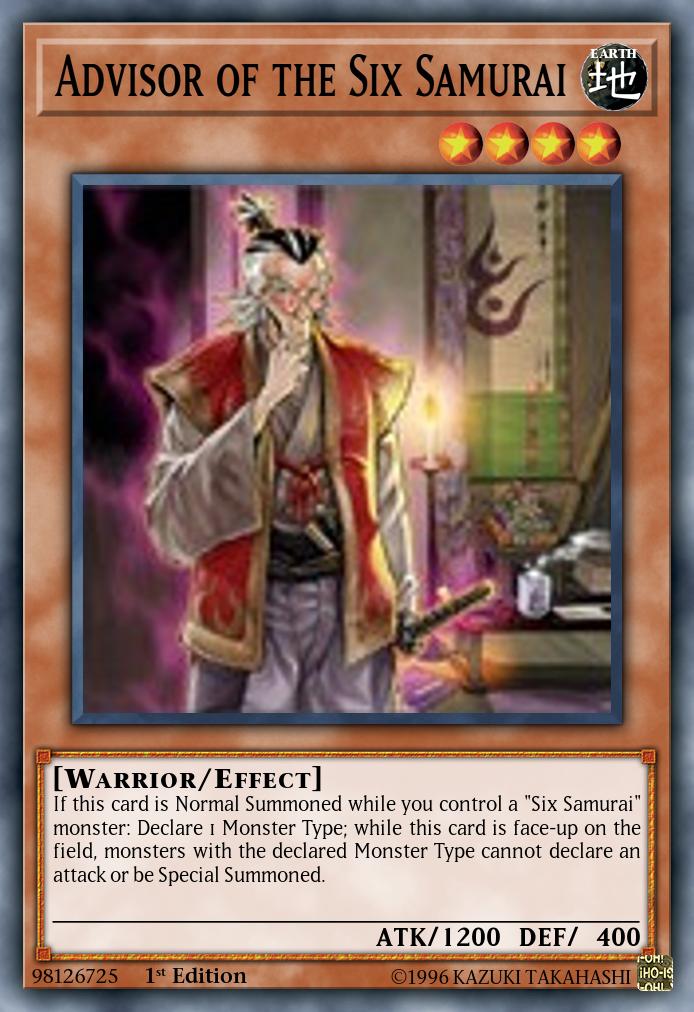 ADVISOR OF THE SIX SAMURAI
EARTH
地
[WARRIOR/EFFECT]
If this card is Normal Summoned while you control a "Six Samurai"
monster: Declare 1 Monster Type; while this card is face-up on the
field, monsters with the declared Monster Type cannot declare an
attack or be Special Summoned.
ATK/1200 DEF/ 400
98126725 1st Edition ©1996 KAZUKI TAKAHASHI